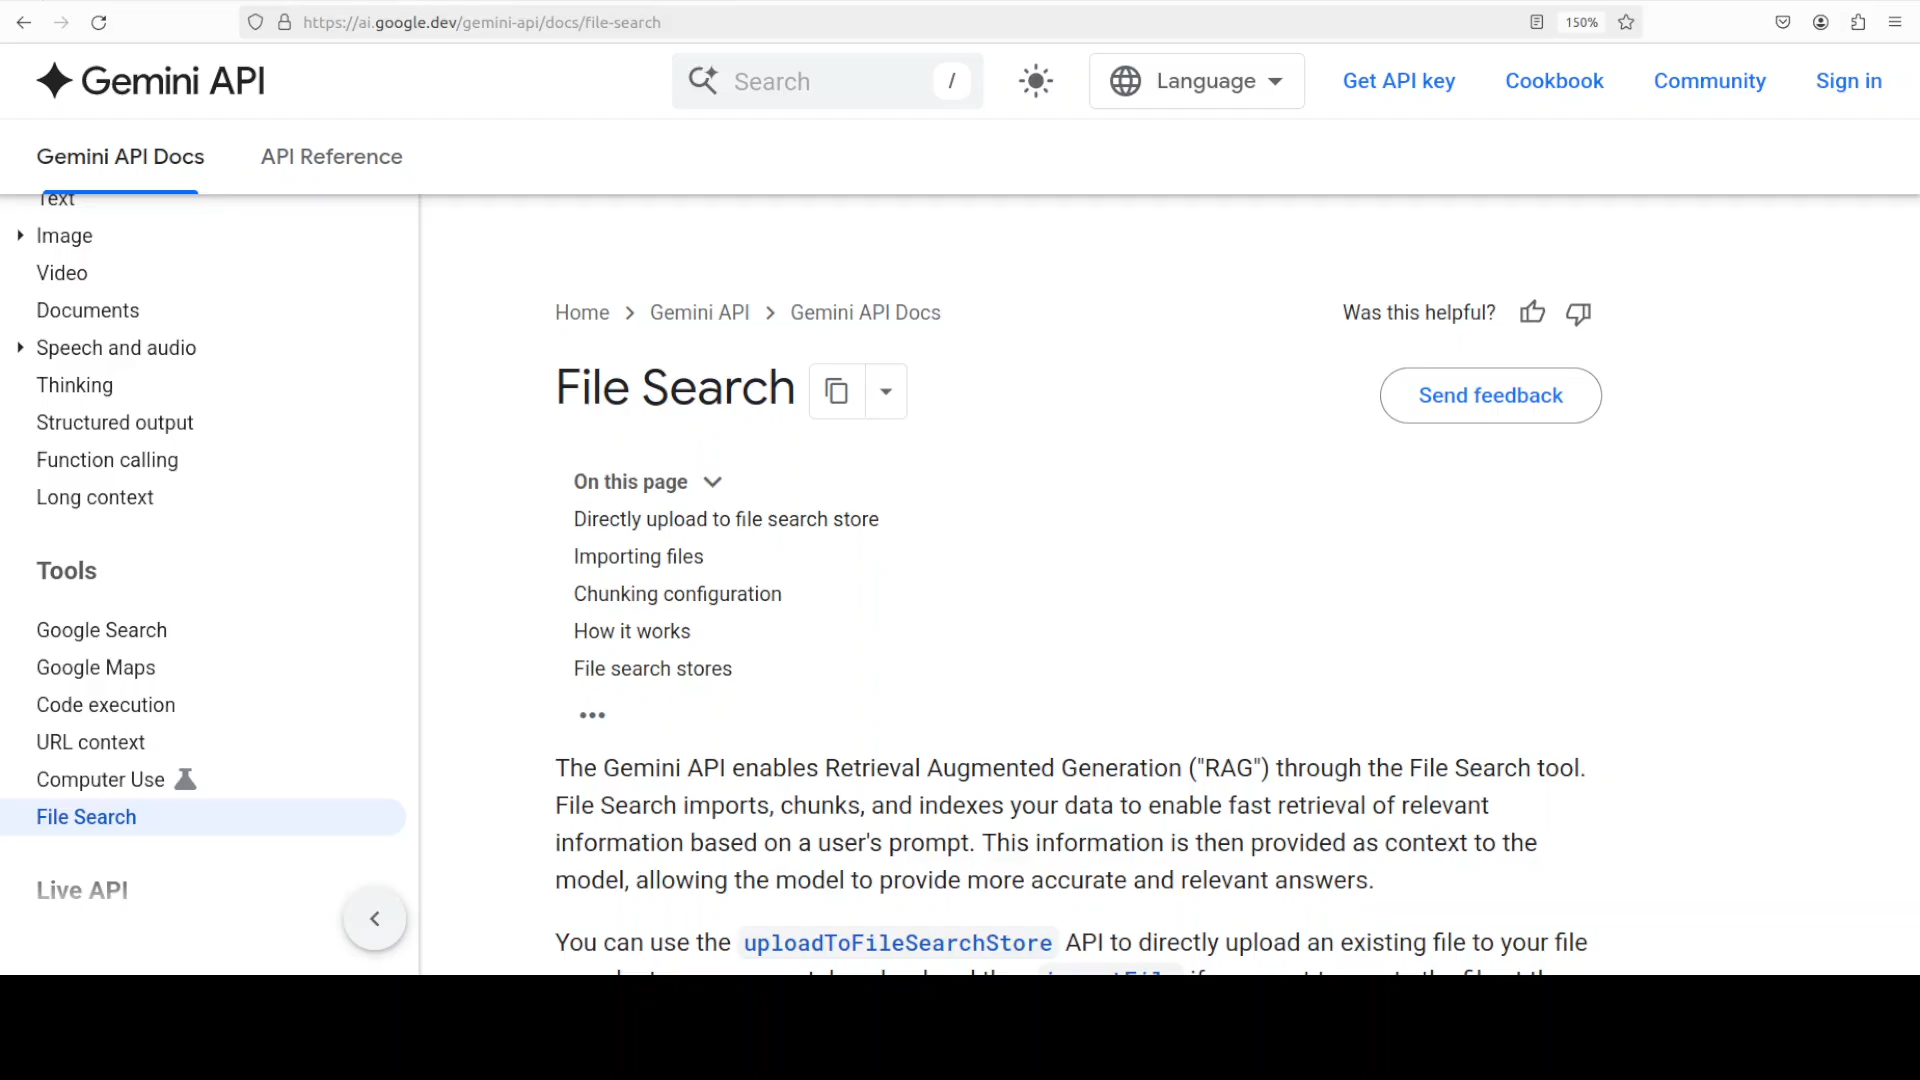 https://ai.google.dev/gemini-api/docs/file-search
150%
Gemini API
Search
/
Language
Get API key
Cookbook
Community
Sign in
Gemini API Docs
API Reference
Text
Image
Video
Documents
Speech and audio
Thinking
Structured output
Function calling
Long context
Tools
Google Search
Google Maps
Code execution
URL context
Computer Use
File Search
Live API
Home > Gemini API > Gemini API Docs
Was this helpful?
File Search
Send feedback
On this page
Directly upload to file search store
Importing files
Chunking configuration
How it works
File search stores
•••
The Gemini API enables Retrieval Augmented Generation ("RAG") through the File Search tool.
File Search imports, chunks, and indexes your data to enable fast retrieval of relevant
information based on a user's prompt. This information is then provided as context to the
model, allowing the model to provide more accurate and relevant answers.
You can use the uploadToFileSearchStore API to directly upload an existing file to your file